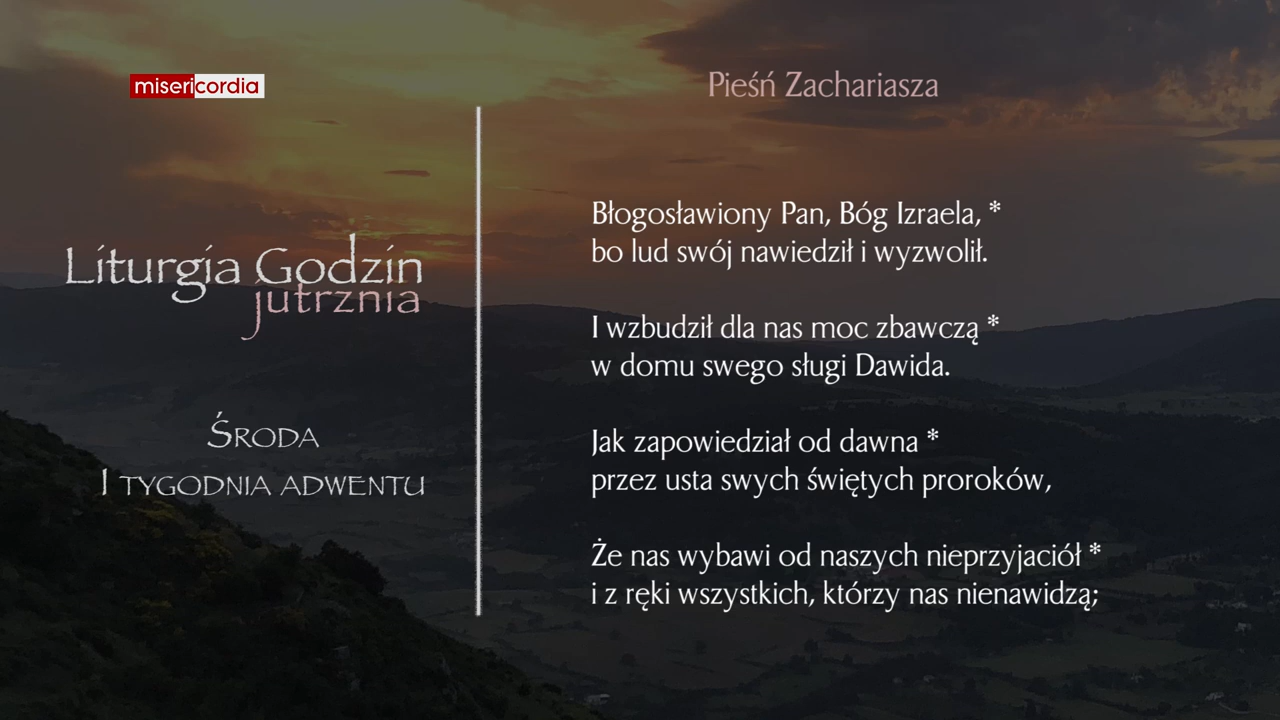 misericordia
Liturgia Godzin
jutrznia
Środa
I tygodnia adwentu
Pieśń Zachariasza
Błogosławiony Pan, Bóg Izraela, *
bo lud swój nawiedził i wyzwolił.
I wzbudził dla nas moc zbawczą *
w domu swego sługi Dawida.
Jak zapowiedział od dawna *
przez usta swych świętych proroków,
Że nas wybawi od naszych nieprzyjaciół *
i z ręki wszystkich, którzy nas nienawidzą;